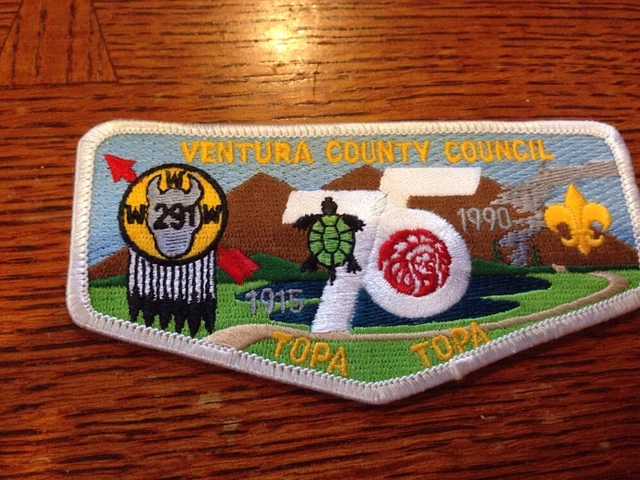 VENTURA COUNTY COUNCIL
W
W 291 W
75
1990
1915
TOPA TOPA